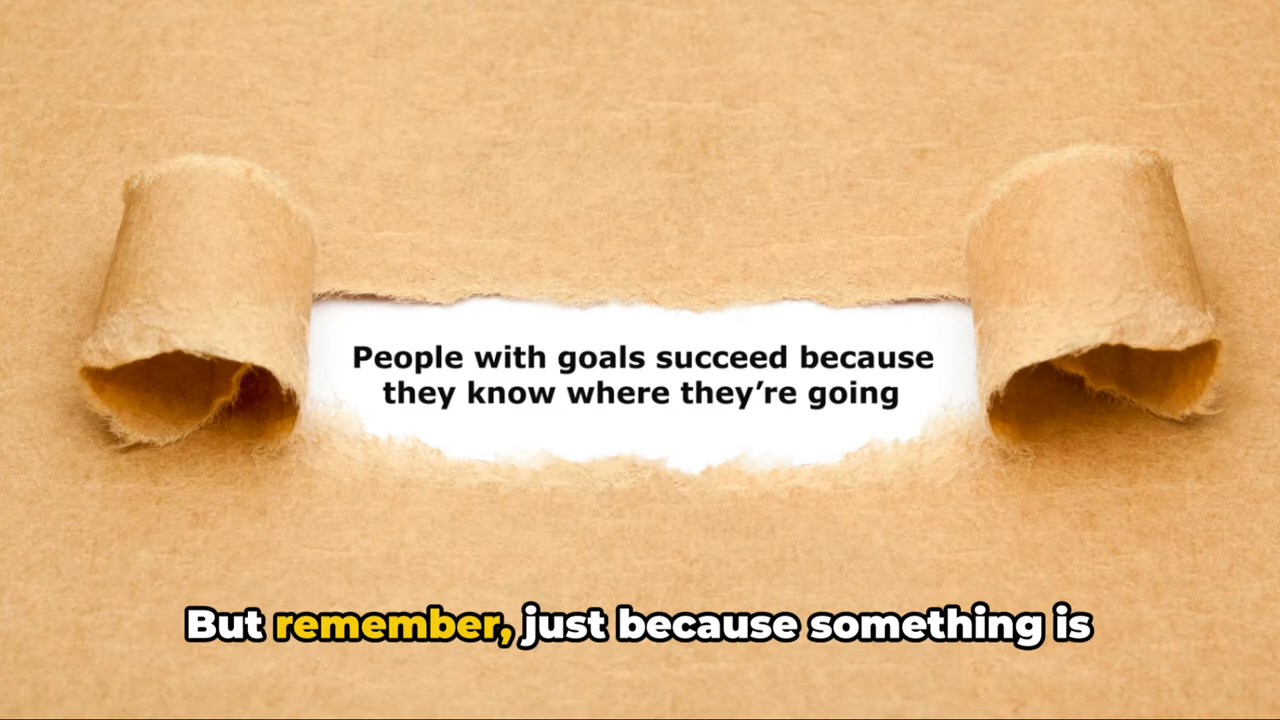 People with goals succeed because
they know where they’re going
But remember, just because something is